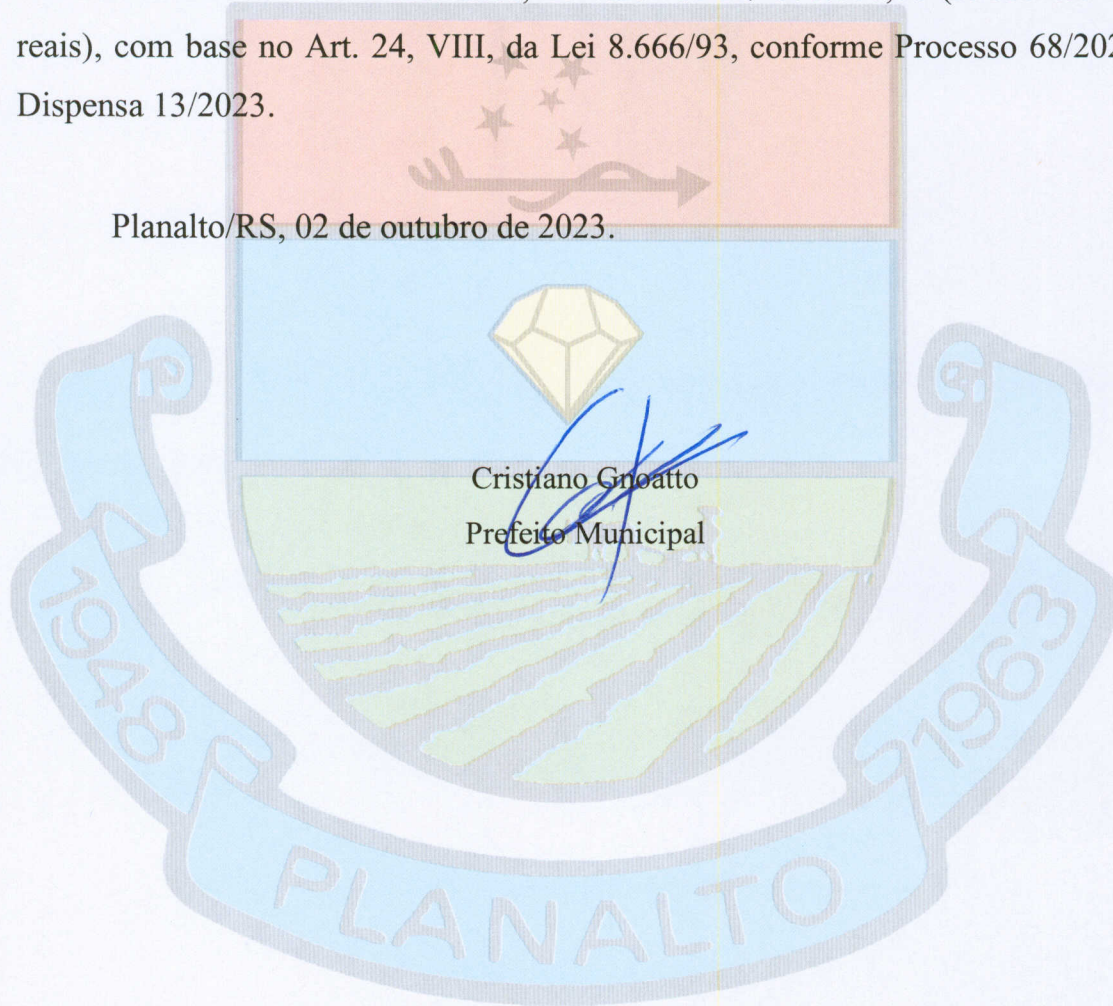 reais), com base no Art. 24, VIII, da Lei 8.666/93, conforme Processo 68/202
Dispensa 13/2023.
Planalto/RS, 02 de outubro de 2023.
Cristiano Gnoatto
Prefeito Municipal
1948
1963
PLANALTO